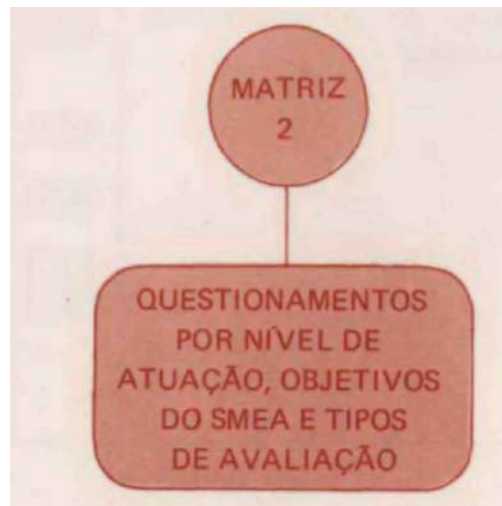 MATRIZ
2
QUESTIONAMENTOS
POR NÍVEL DE
ATUAÇÃO, OBJETIVOS
DO SMEA E TIPOS
DE AVALIAÇÃO